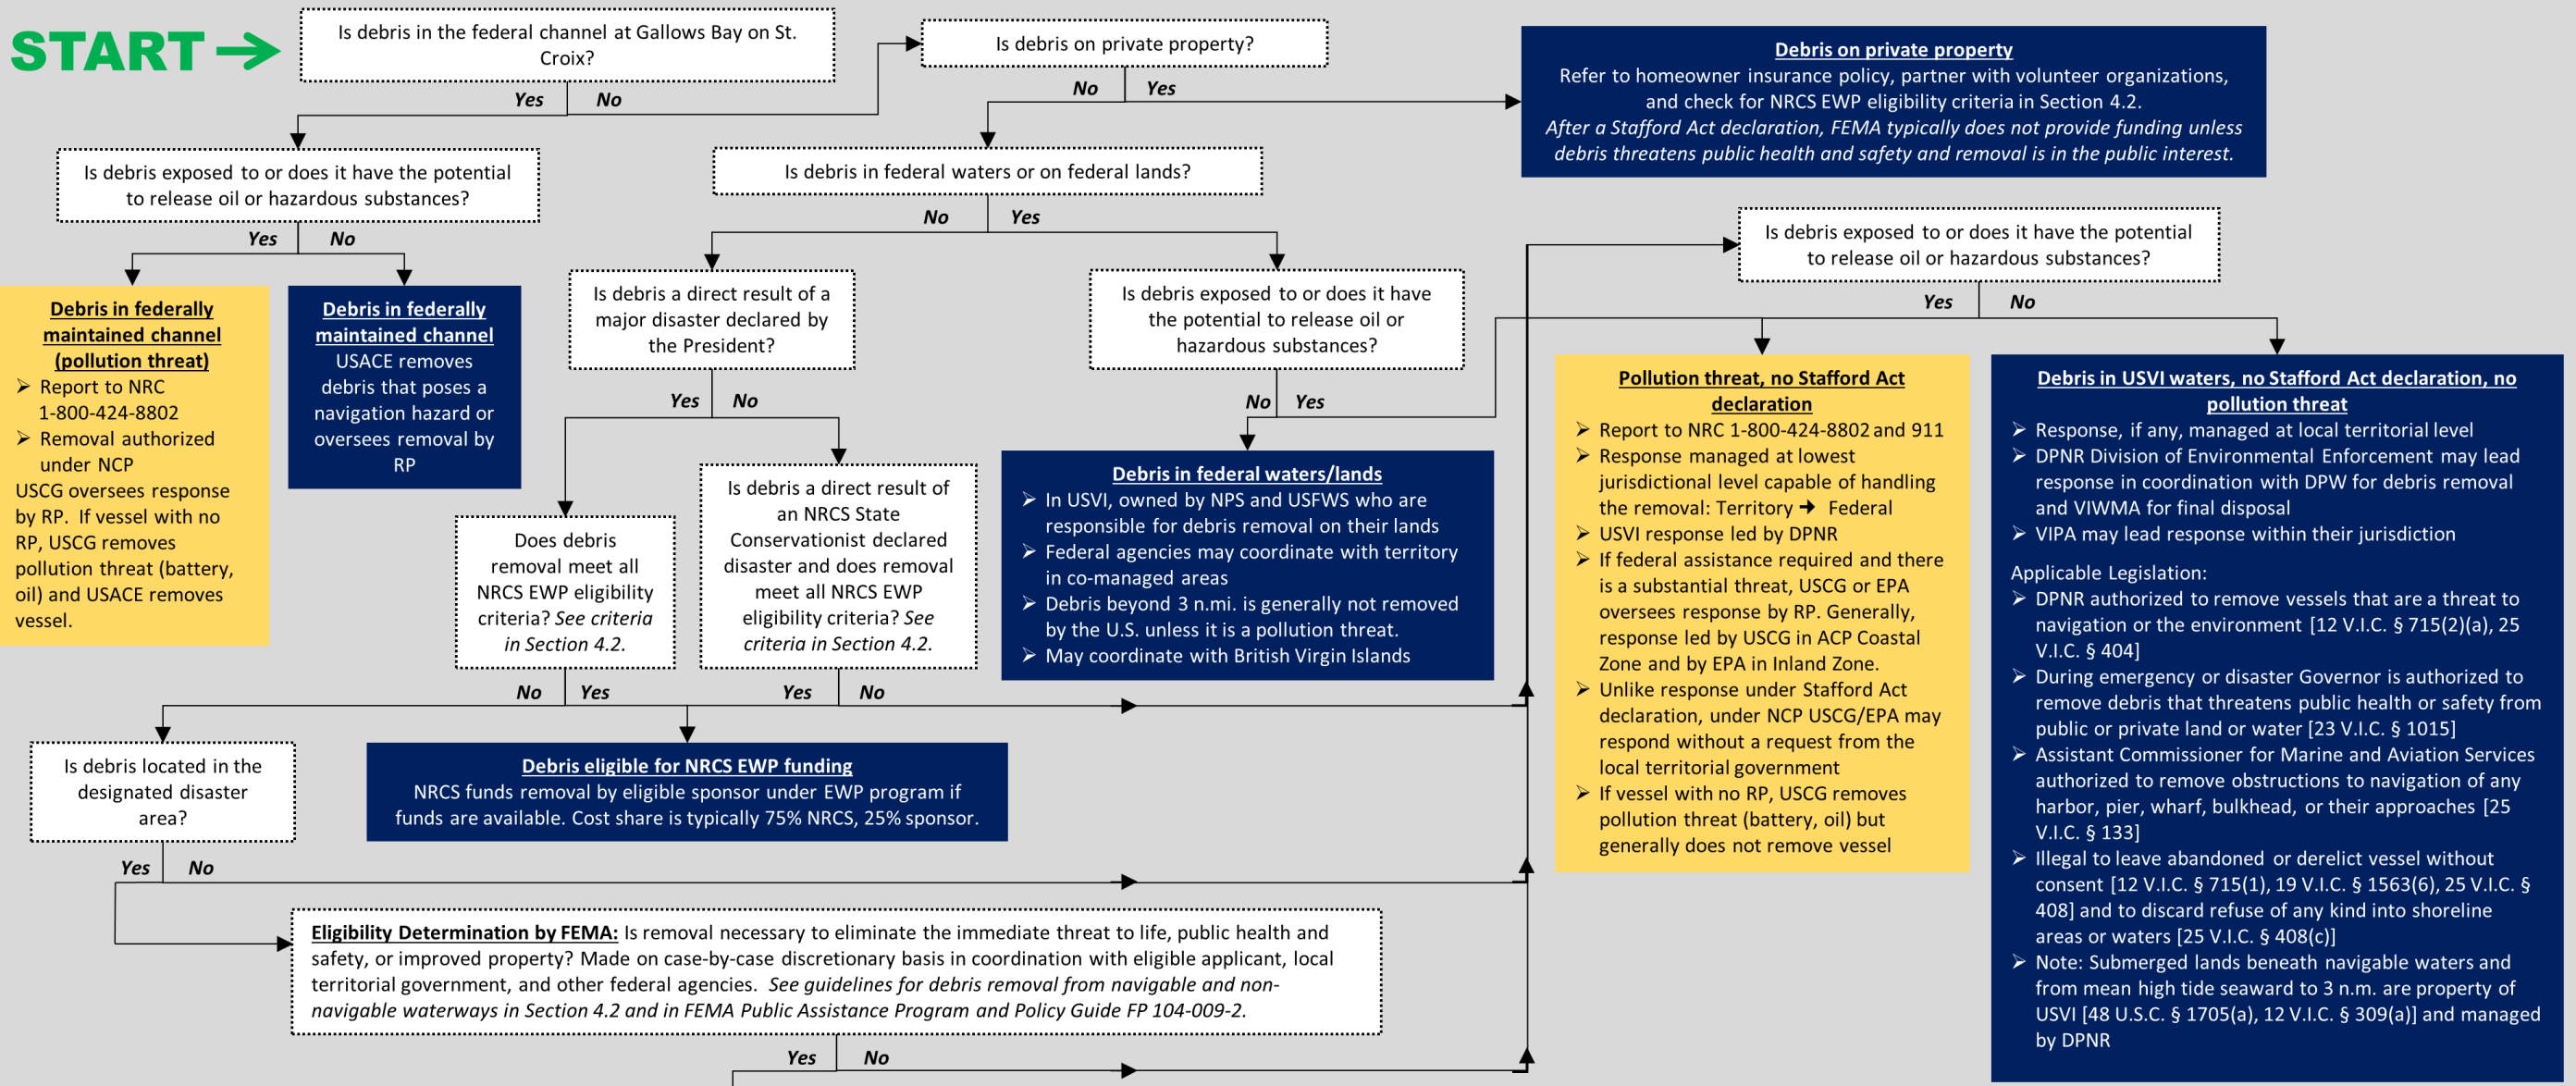 START
Is debris in the federal channel at Gallows Bay on St.
Croix?
Yes No
Is debris on private property?
No Yes
Debris on private property
Refer to homeowner insurance policy, partner with volunteer organizations,
and check for NRCS EWP eligibility criteria in Section 4.2.
After a Stafford Act declaration, FEMA typically does not provide funding unless
debris threatens public health and safety and removal is in the public interest.
Is debris exposed to or does it have the potential
to release oil or hazardous substances?
Yes No
Debris in federally
maintained channel
(pollution threat)
➢ Report to NRC
1-800-424-8802
➢ Removal authorized
under NCP
USCG oversees response
by RP. If vessel with no
RP, USCG removes
pollution threat (battery,
oil) and USACE removes
vessel.
Debris in federally
maintained channel
USACE removes
debris that poses a
navigation hazard or
oversees removal by
RP
Is debris in federal waters or on federal lands?
No Yes
Is debris a direct result of a
major disaster declared by
the President?
Yes No
Is debris exposed to or does it have
the potential to release oil or
hazardous substances?
No Yes
Debris in federal waters/lands
➢ In USVI, owned by NPS and USFWS who are
responsible for debris removal on their lands
➢ Federal agencies may coordinate with territory
in co-managed areas
➢ Debris beyond 3 n.mi. is generally not removed
by the U.S. unless it is a pollution threat.
➢ May coordinate with British Virgin Islands
Does debris
removal meet all
NRCS EWP eligibility
criteria? See criteria
in Section 4.2.
No Yes
Is debris a direct result of
an NRCS State
Conservationist declared
disaster and does removal
meet all NRCS EWP
eligibility criteria? See
criteria in Section 4.2.
Yes No
Is debris located in the
designated disaster
area?
Yes No
Debris eligible for NRCS EWP funding
NRCS funds removal by eligible sponsor under EWP program if
funds are available. Cost share is typically 75% NRCS, 25% sponsor.
Eligibility Determination by FEMA: Is removal necessary to eliminate the immediate threat to life, public health and
safety, or improved property? Made on case-by-case discretionary basis in coordination with eligible applicant, local
territorial government, and other federal agencies. See guidelines for debris removal from navigable and non-
navigable waterways in Section 4.2 and in FEMA Public Assistance Program and Policy Guide FP 104-009-2.
Yes No
Is debris exposed to or does it have the potential
to release oil or hazardous substances?
Yes No
Pollution threat, no Stafford Act
declaration
➢ Report to NRC 1-800-424-8802 and 911
➢ Response managed at lowest
jurisdictional level capable of handling
the removal: Territory → Federal
➢ USVI response led by DPNR
➢ If federal assistance required and there
is a substantial threat, USCG or EPA
oversees response by RP. Generally,
response led by USCG in ACP Coastal
Zone and by EPA in Inland Zone.
➢ Unlike response under Stafford Act
declaration, under NCP USCG/EPA may
respond without a request from the
local territorial government
➢ If vessel with no RP, USCG removes
pollution threat (battery, oil) but
generally does not remove vessel
Debris in USVI waters, no Stafford Act declaration, no
pollution threat
➢ Response, if any, managed at local territorial level
➢ DPNR Division of Environmental Enforcement may lead
response in coordination with DPW for debris removal
and VIWMA for final disposal
➢ VIPA may lead response within their jurisdiction
Applicable Legislation:
➢ DPNR authorized to remove vessels that are a threat to
navigation or the environment [12 V.I.C. § 715(2)(a), 25
V.I.C. § 404]
➢ During emergency or disaster Governor is authorized to
remove debris that threatens public health or safety from
public or private land or water [23 V.I.C. § 1015]
➢ Assistant Commissioner for Marine and Aviation Services
authorized to remove obstructions to navigation of any
harbor, pier, wharf, bulkhead, or their approaches [25
V.I.C. § 133]
➢ Illegal to leave abandoned or derelict vessel without
consent [12 V.I.C. § 715(1), 19 V.I.C. § 1563(6), 25 V.I.C. §
408] and to discard refuse of any kind into shoreline
areas or waters [25 V.I.C. § 408(c)]
➢ Note: Submerged lands beneath navigable waters and
from mean high tide seaward to 3 n.m. are property of
USVI [48 U.S.C. § 1705(a), 12 V.I.C. § 309(a)] and managed
by DPNR